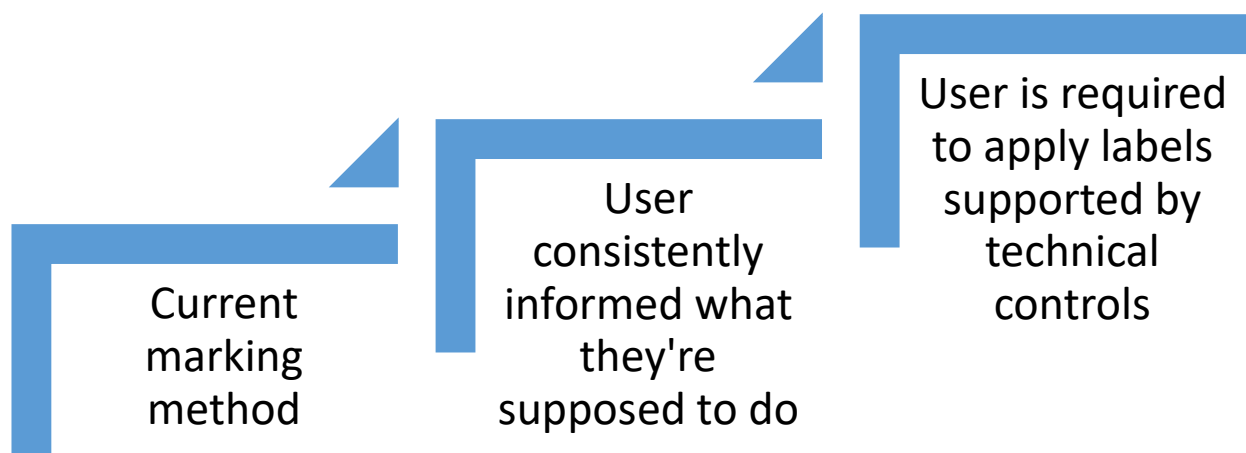 Current
marking
method
User
consistently
informed what
they're
supposed to do
User is required
to apply labels
supported by
technical
controls